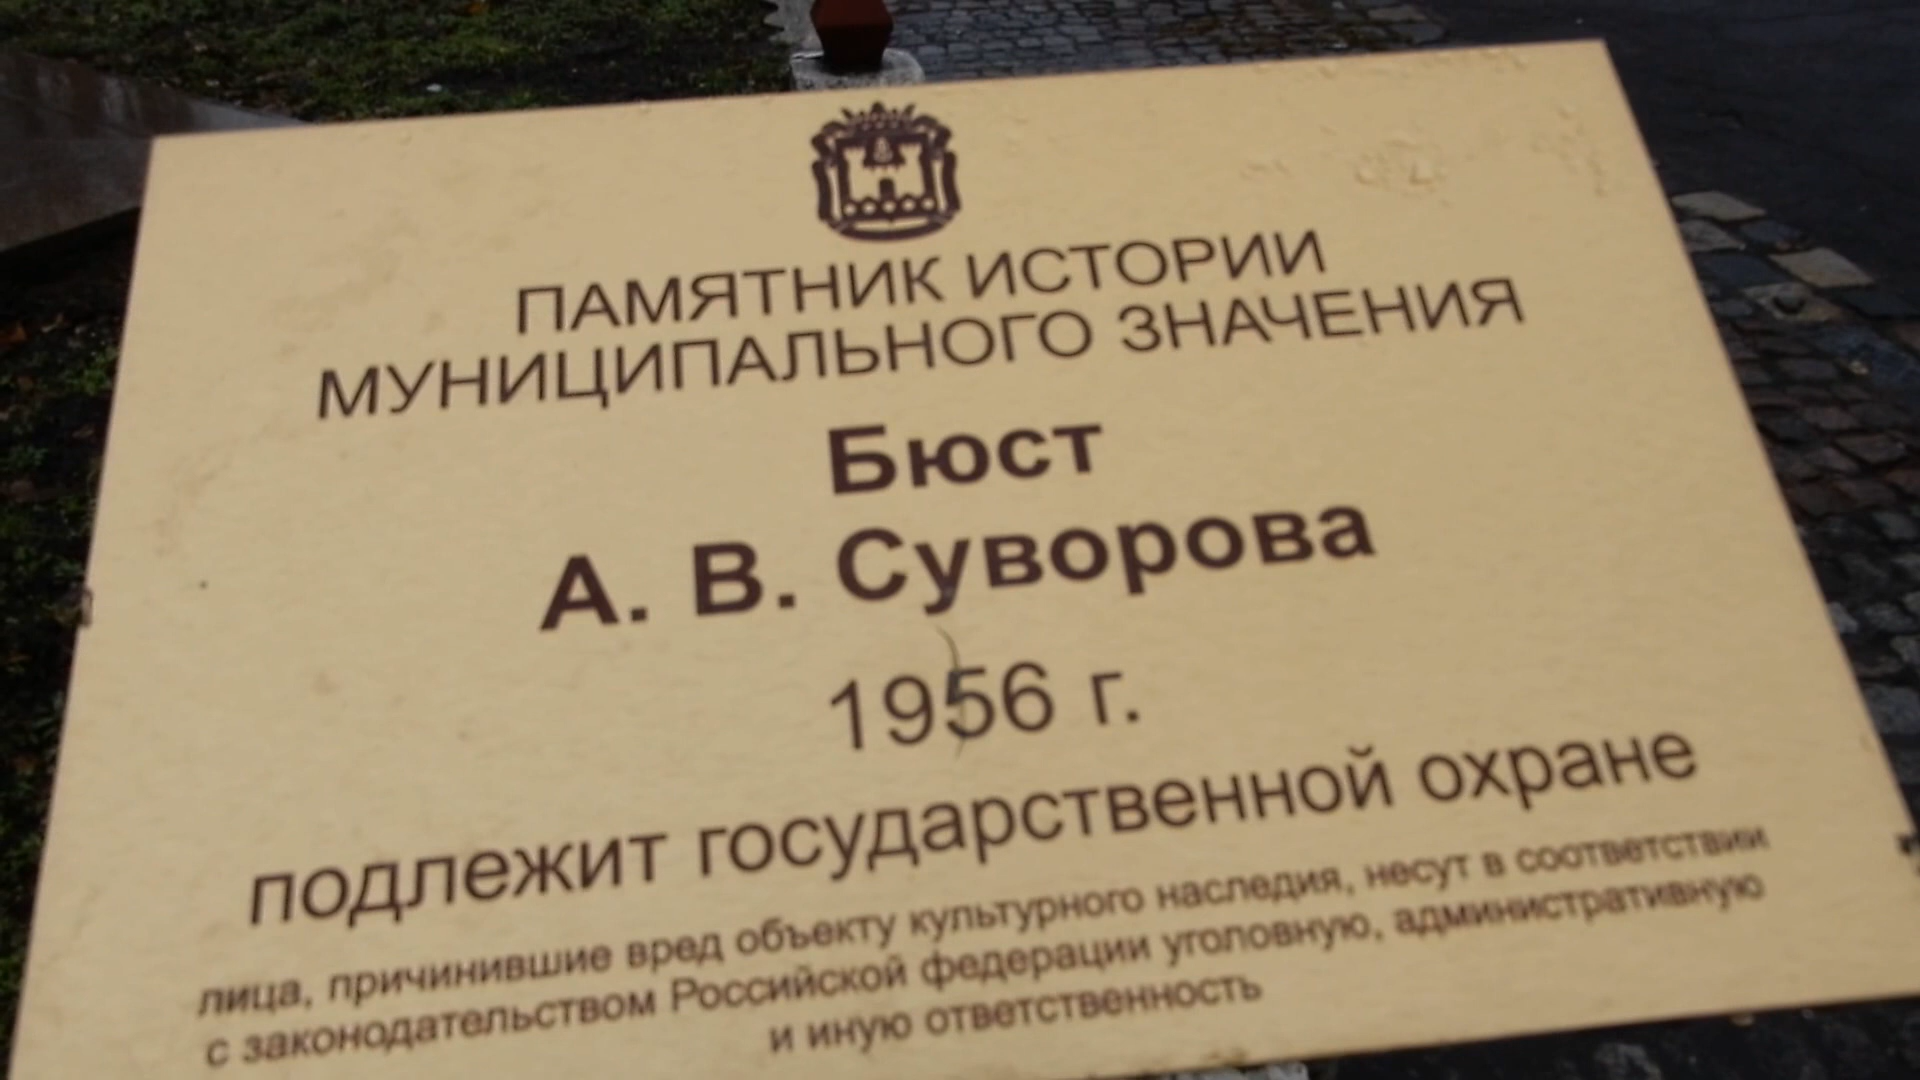 ПАМЯТНИК ИСТОРИИ
МУНИЦИПАЛЬНОГО ЗНАЧЕНИЯ
Бюст
А. В. Суворова
1956 г.
подлежит государственной охране
лица, причинившие вред объекту культурного наследия, несут в соответствии
с законодательством Российской федерации уголовную, административную
и иную ответственность